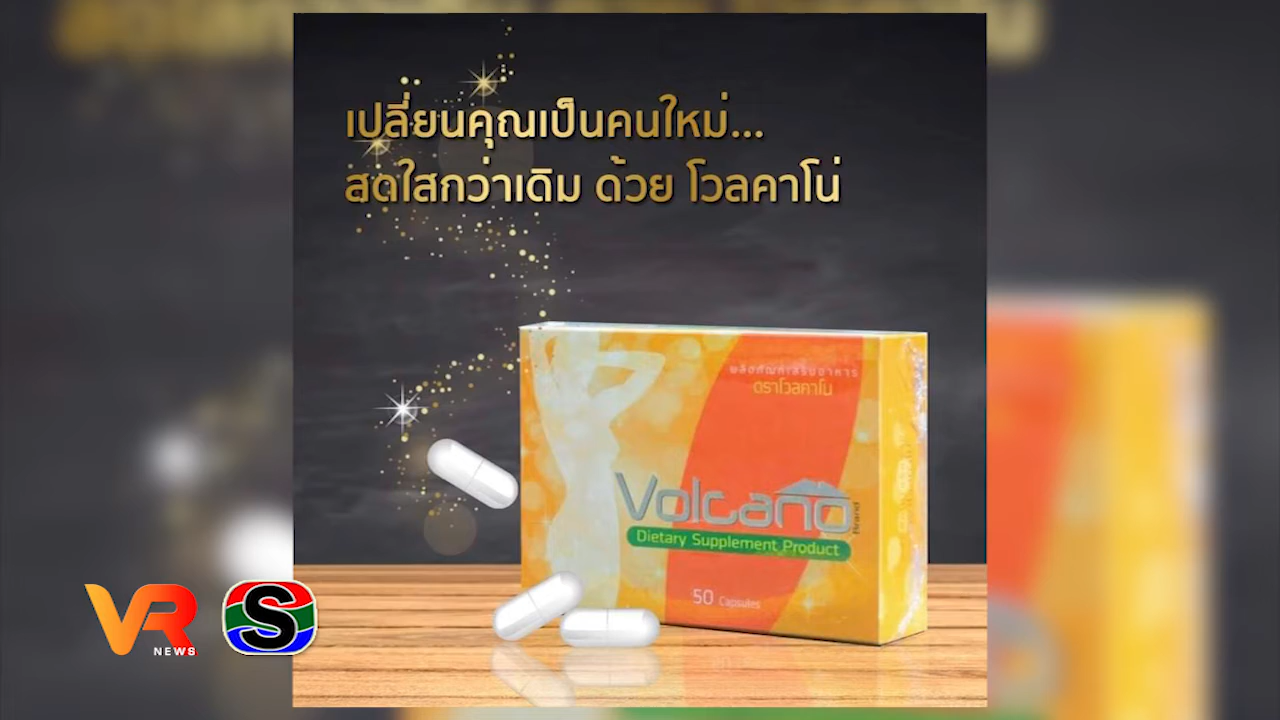 เปลี่ยนคุณเป็นคนใหม่...
สดใสกว่าเดิม ด้วย โวลคาโน่
ผลิตภัณฑ์เสริมอาหาร
ตราโวลคาโน
Volcano
Brand
Dietary Supplement Product
50 Capsules
VR
NEWS
S